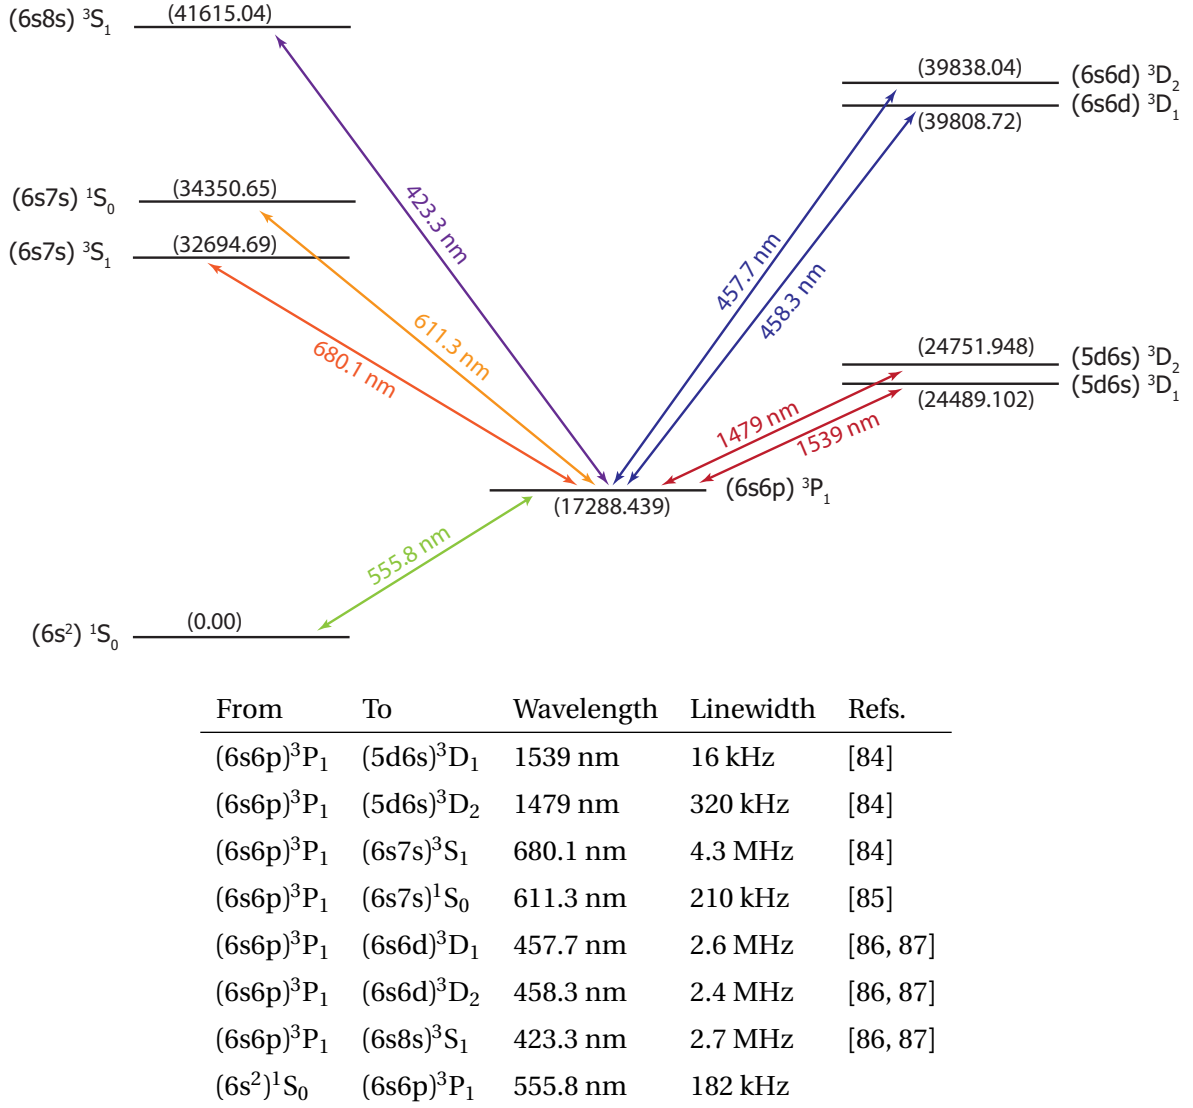 (6s8s) ³S₁ (41615.04)
(39838.04) (6s6d) ³D₂
(6s6d) ³D₁
(39808.72)
(6s7s) ¹S₀ (34350.65)
(6s7s) ³S₁ (32694.69)
423.3 nm
457.7 nm
458.3 nm
611.3 nm
680.1 nm
(24751.948) (5d6s) ³D₂
(5d6s) ³D₁
(24489.102)
1479 nm
1539 nm
(6s6p) ³P₁
(17288.439)
555.8 nm
(6s²) ¹S₀ (0.00)
From To Wavelength Linewidth Refs.
(6s6p)³P₁ (5d6s)³D₁ 1539 nm 16 kHz [84]
(6s6p)³P₁ (5d6s)³D₂ 1479 nm 320 kHz [84]
(6s6p)³P₁ (6s7s)³S₁ 680.1 nm 4.3 MHz [84]
(6s6p)³P₁ (6s7s)¹S₀ 611.3 nm 210 kHz [85]
(6s6p)³P₁ (6s6d)³D₁ 457.7 nm 2.6 MHz [86, 87]
(6s6p)³P₁ (6s6d)³D₂ 458.3 nm 2.4 MHz [86, 87]
(6s6p)³P₁ (6s8s)³S₁ 423.3 nm 2.7 MHz [86, 87]
(6s²)¹S₀ (6s6p)³P₁ 555.8 nm 182 kHz